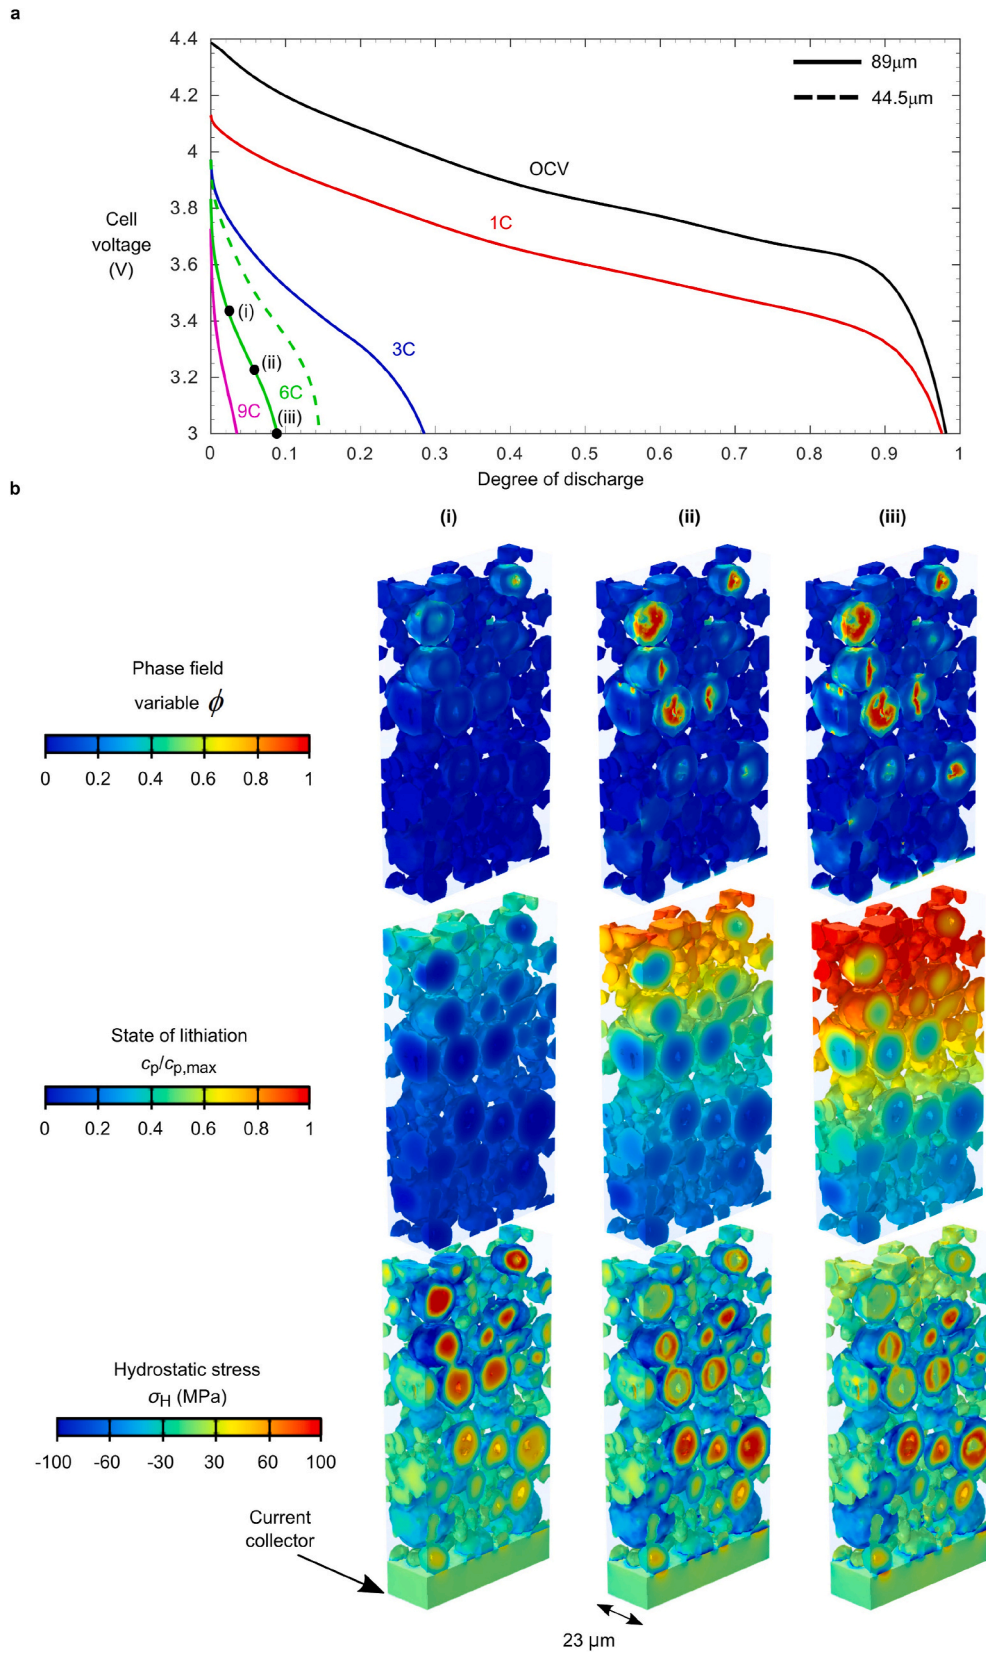 a
4.4
4.2
4
3.8
3.6
3.4
3.2
3
Cell
voltage
(V)
89μm
44.5μm
OCV
1C
3C
6C
9C
(i)
(ii)
(iii)
0 0.1 0.2 0.3 0.4 0.5 0.6 0.7 0.8 0.9 1
Degree of discharge
b
(i) (ii) (iii)
Phase field
variable ϕ
0 0.2 0.4 0.6 0.8 1
State of lithiation
cp/cp,max
0 0.2 0.4 0.6 0.8 1
Hydrostatic stress
σH (MPa)
-100 -60 -30 30 60 100
Current
collector
23 μm